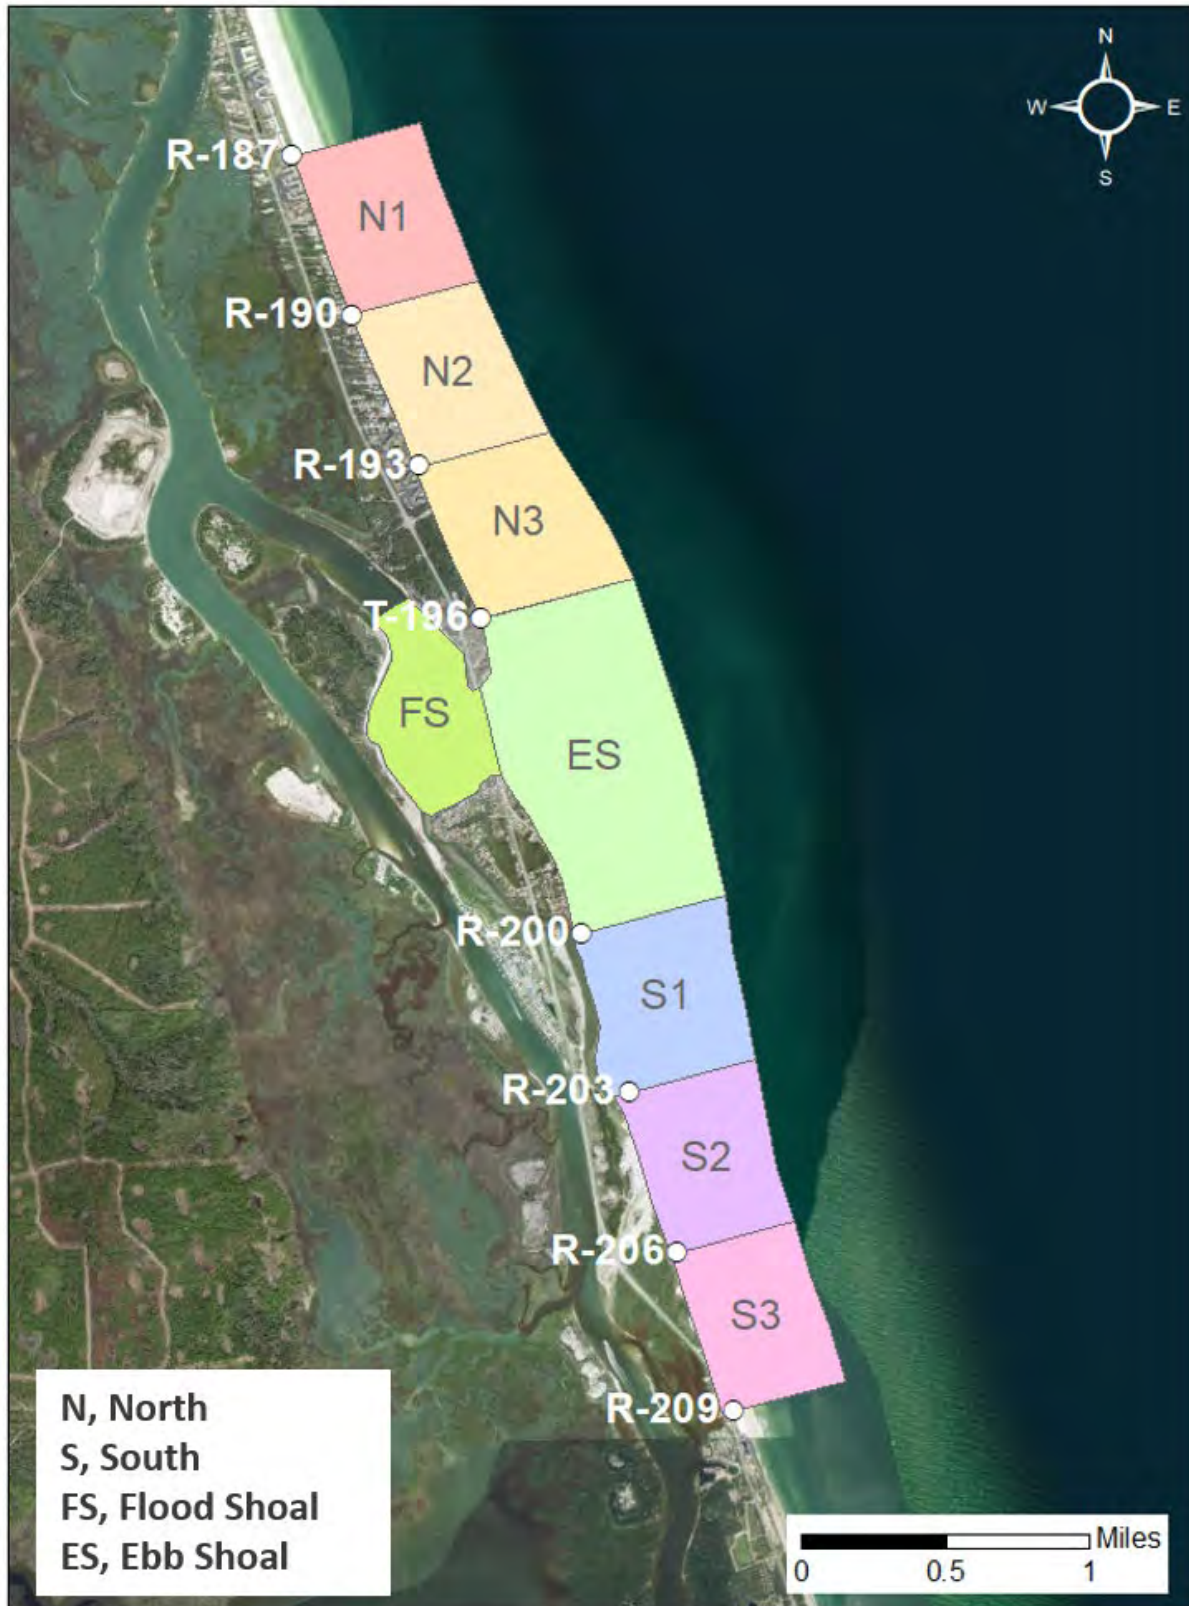 N
W E
S
R-187
N1
R-190
N2
R-193
N3
T-196
FS
ES
R-200
S1
R-203
S2
R-206
S3
R-209
N, North
S, South
FS, Flood Shoal
ES, Ebb Shoal
Miles
0 0.5 1